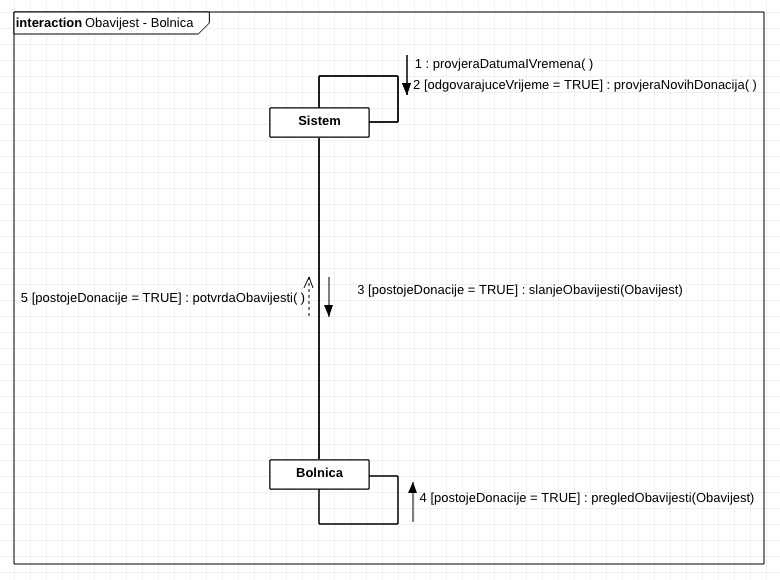 interaction Obavijest - Bolnica
1 : provjeraDatumaIVremena( )
2 [odgovarajuceVrijeme = TRUE] : provjeraNovihDonacija( )
Sistem
3 [postojeDonacije = TRUE] : slanjeObavijesti(Obavijest)
5 [postojeDonacije = TRUE] : potvrdaObavijesti( )
Bolnica
4 [postojeDonacije = TRUE] : pregledObavijesti(Obavijest)